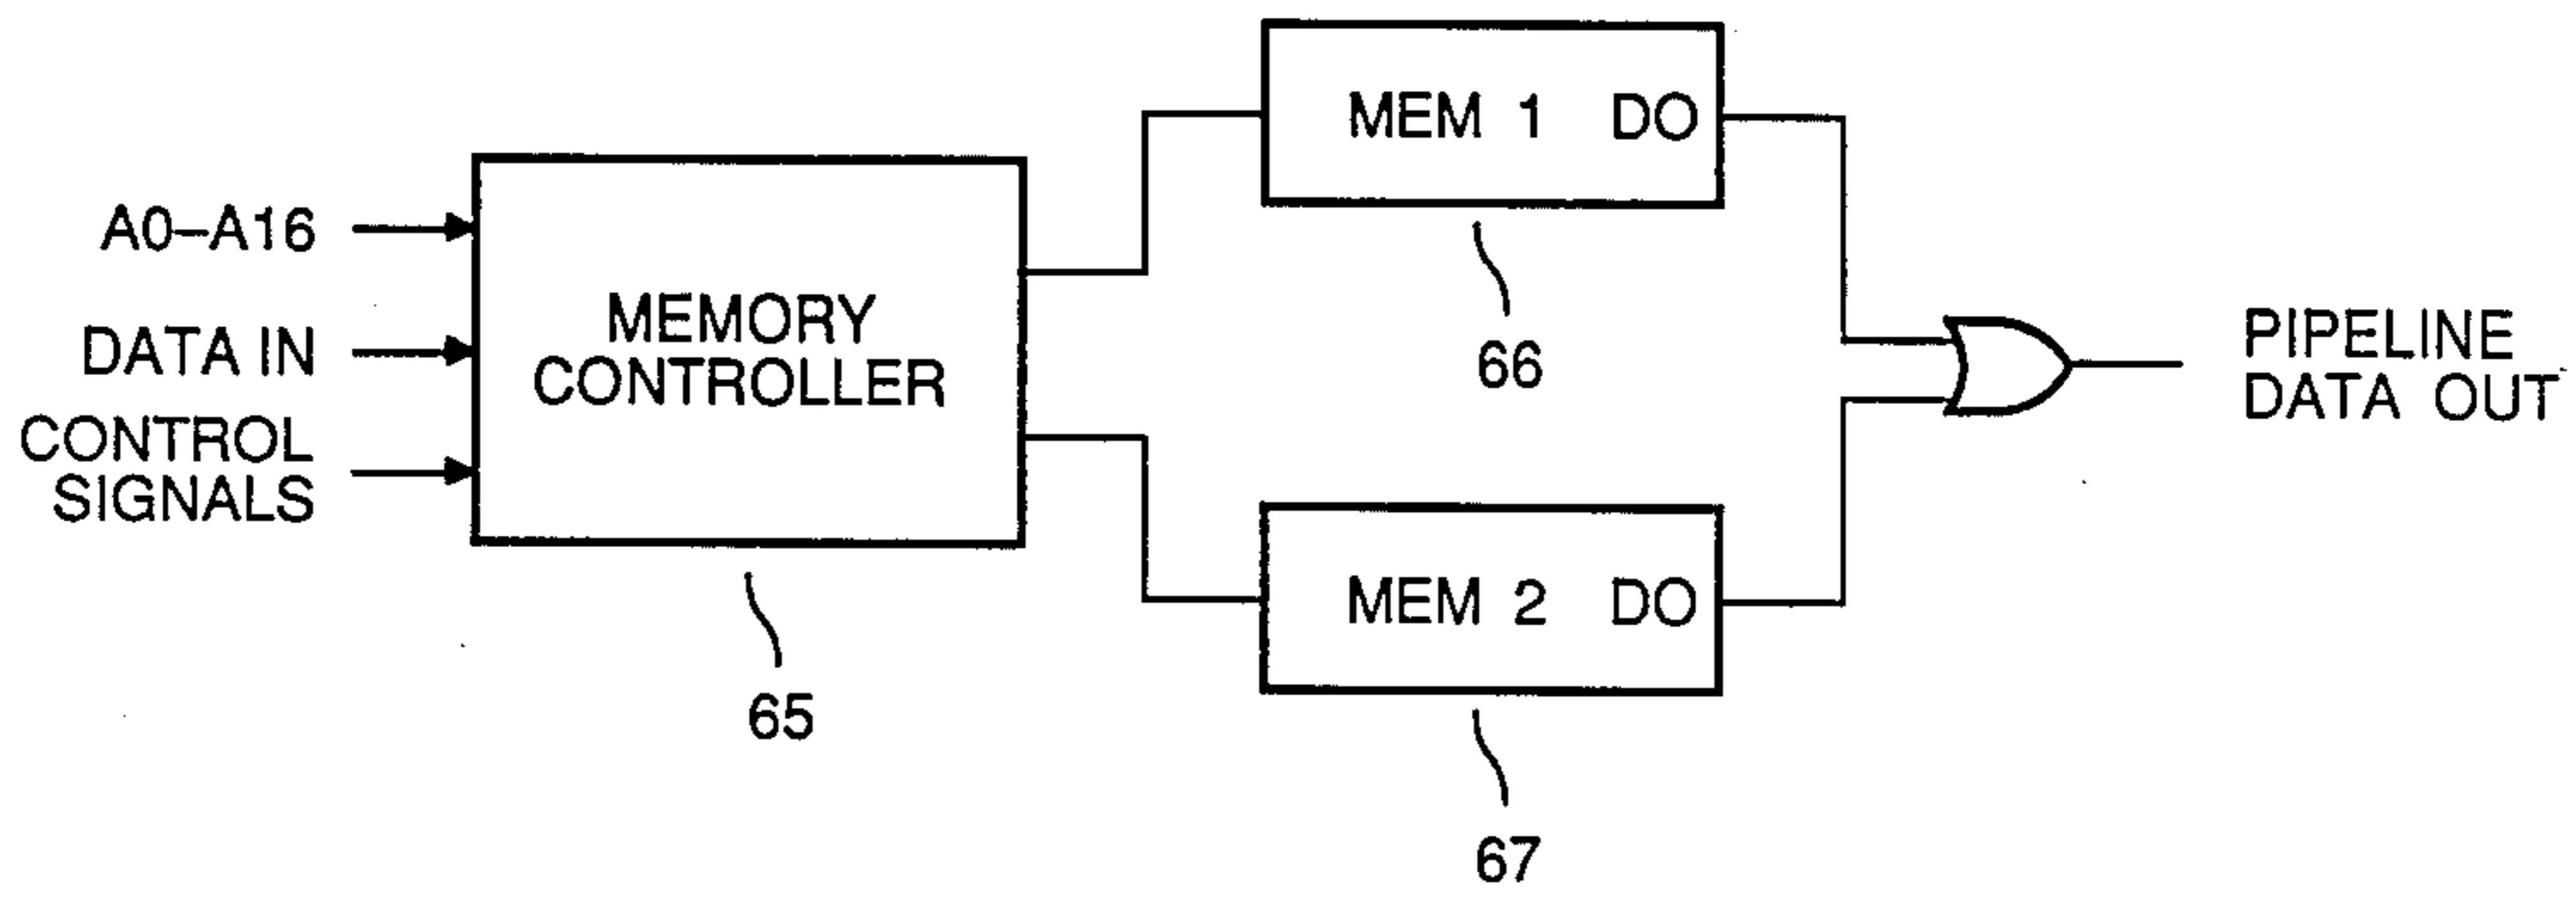 A0–A16
DATA IN
CONTROL
SIGNALS
MEMORY
CONTROLLER
65
MEM 1 DO
66
MEM 2 DO
67
PIPELINE
DATA OUT